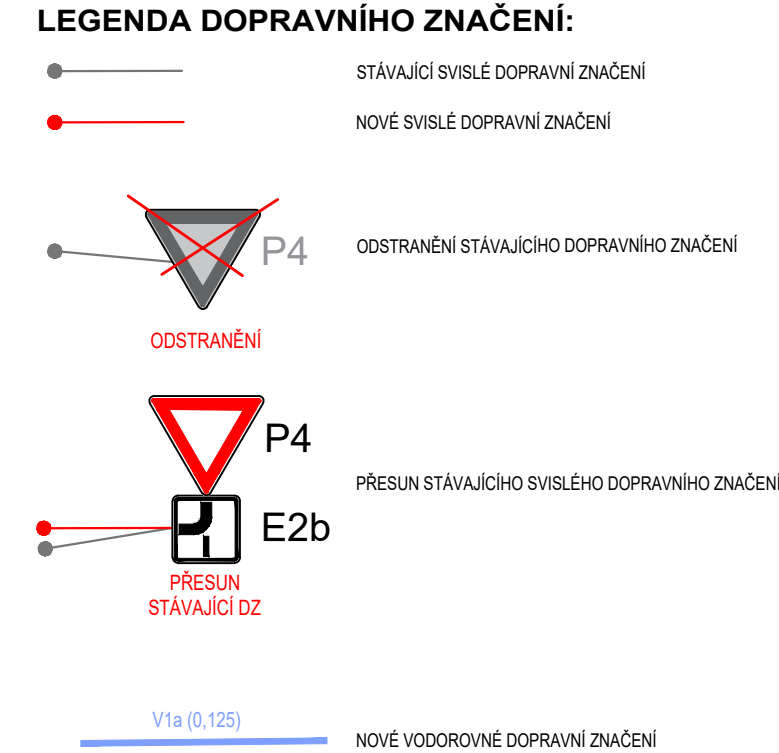 LEGENDA DOPRAVNÍHO ZNAČENÍ:
STÁVAJÍCÍ SVISLÉ DOPRAVNÍ ZNAČENÍ
NOVÉ SVISLÉ DOPRAVNÍ ZNAČENÍ
P4
ODSTRANĚNÍ STÁVAJÍCÍHO DOPRAVNÍHO ZNAČENÍ
ODSTRANĚNÍ
P4
PŘESUN STÁVAJÍCÍHO SVISLÉHO DOPRAVNÍHO ZNAČENÍ
E2b
PŘESUN
STÁVAJÍCÍ DZ
V1a (0,125)
NOVÉ VODOROVNÉ DOPRAVNÍ ZNAČENÍ